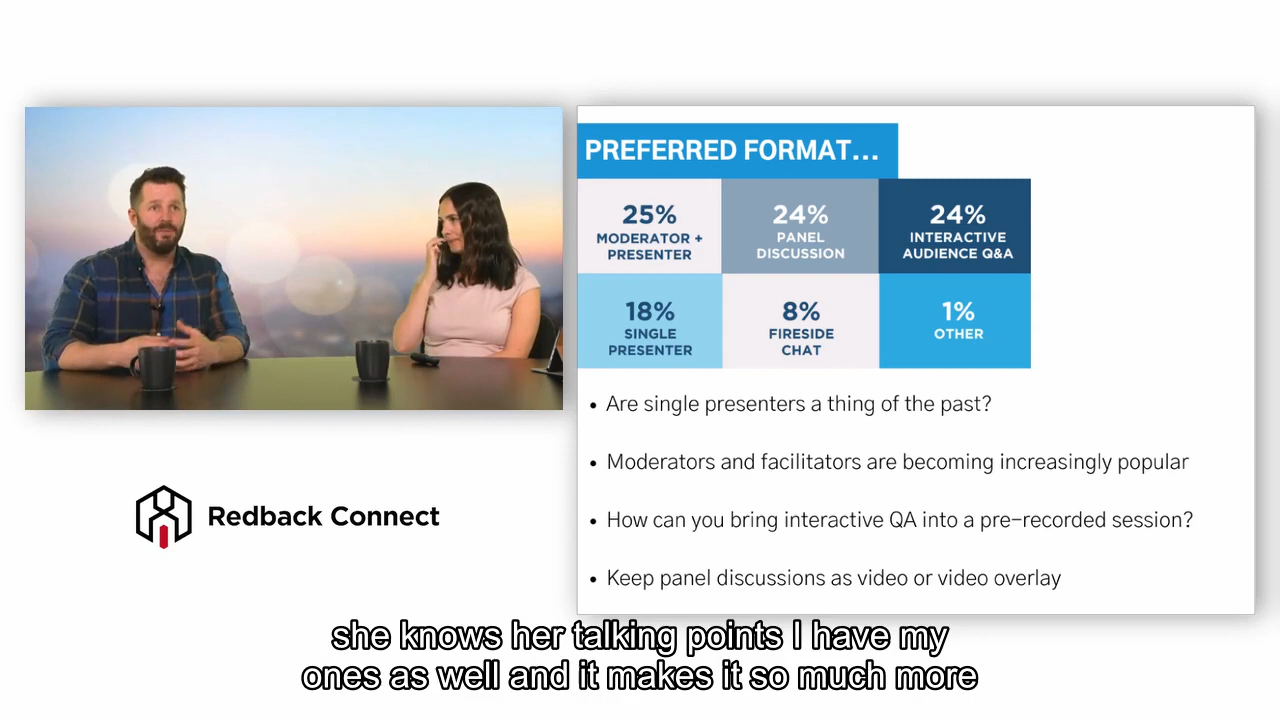 PREFERRED FORMAT...
25%
MODERATOR +
PRESENTER
24%
PANEL
DISCUSSION
24%
INTERACTIVE
AUDIENCE Q&A
18%
SINGLE
PRESENTER
8%
FIRESIDE
CHAT
1%
OTHER
• Are single presenters a thing of the past?
• Moderators and facilitators are becoming increasingly popular
• How can you bring interactive QA into a pre-recorded session?
• Keep panel discussions as video or video overlay
Redback Connect
she knows her talking points I have my
ones as well and it makes it so much more